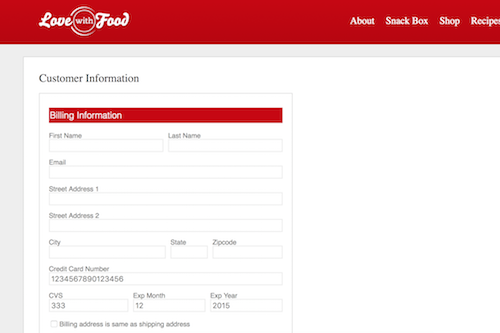 Love with Food
About Snack Box Shop Recipes
Customer Information
Billing Information
First Name Last Name
Email
Street Address 1
Street Address 2
City State Zipcode
Credit Card Number
1234567890123456
CVS Exp Month Exp Year
333 12 2015
Billing address is same as shipping address